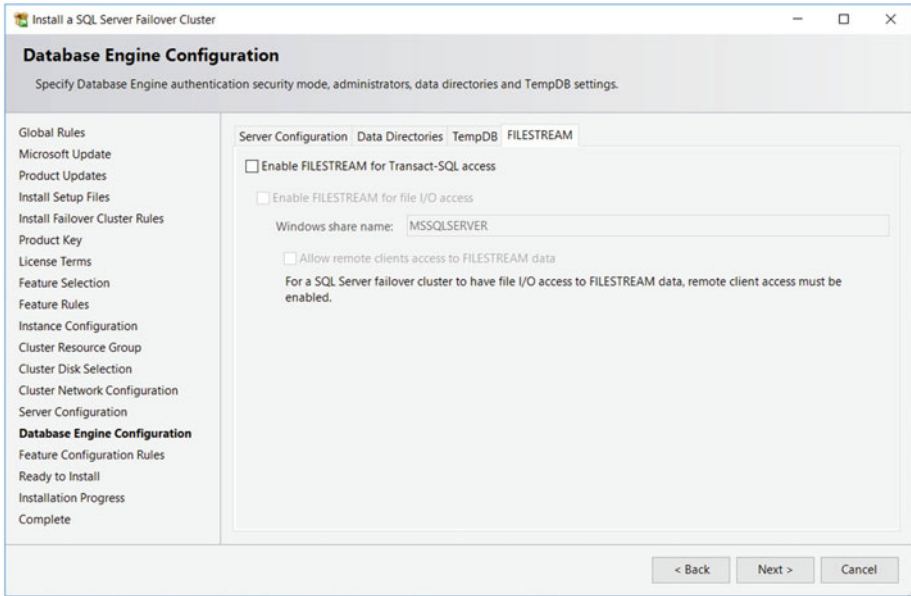 Install a SQL Server Failover Cluster
Database Engine Configuration
Specify Database Engine authentication security mode, administrators, data directories and TempDB settings.
Global Rules
Microsoft Update
Product Updates
Install Setup Files
Install Failover Cluster Rules
Product Key
License Terms
Feature Selection
Feature Rules
Instance Configuration
Cluster Resource Group
Cluster Disk Selection
Cluster Network Configuration
Server Configuration
Database Engine Configuration
Feature Configuration Rules
Ready to Install
Installation Progress
Complete
Server Configuration Data Directories TempDB FILESTREAM
Enable FILESTREAM for Transact-SQL access
Enable FILESTREAM for file I/O access
Windows share name: MSSQLSERVER
Allow remote clients access to FILESTREAM data
For a SQL Server failover cluster to have file I/O access to FILESTREAM data, remote client access must be
enabled.
< Back Next > Cancel